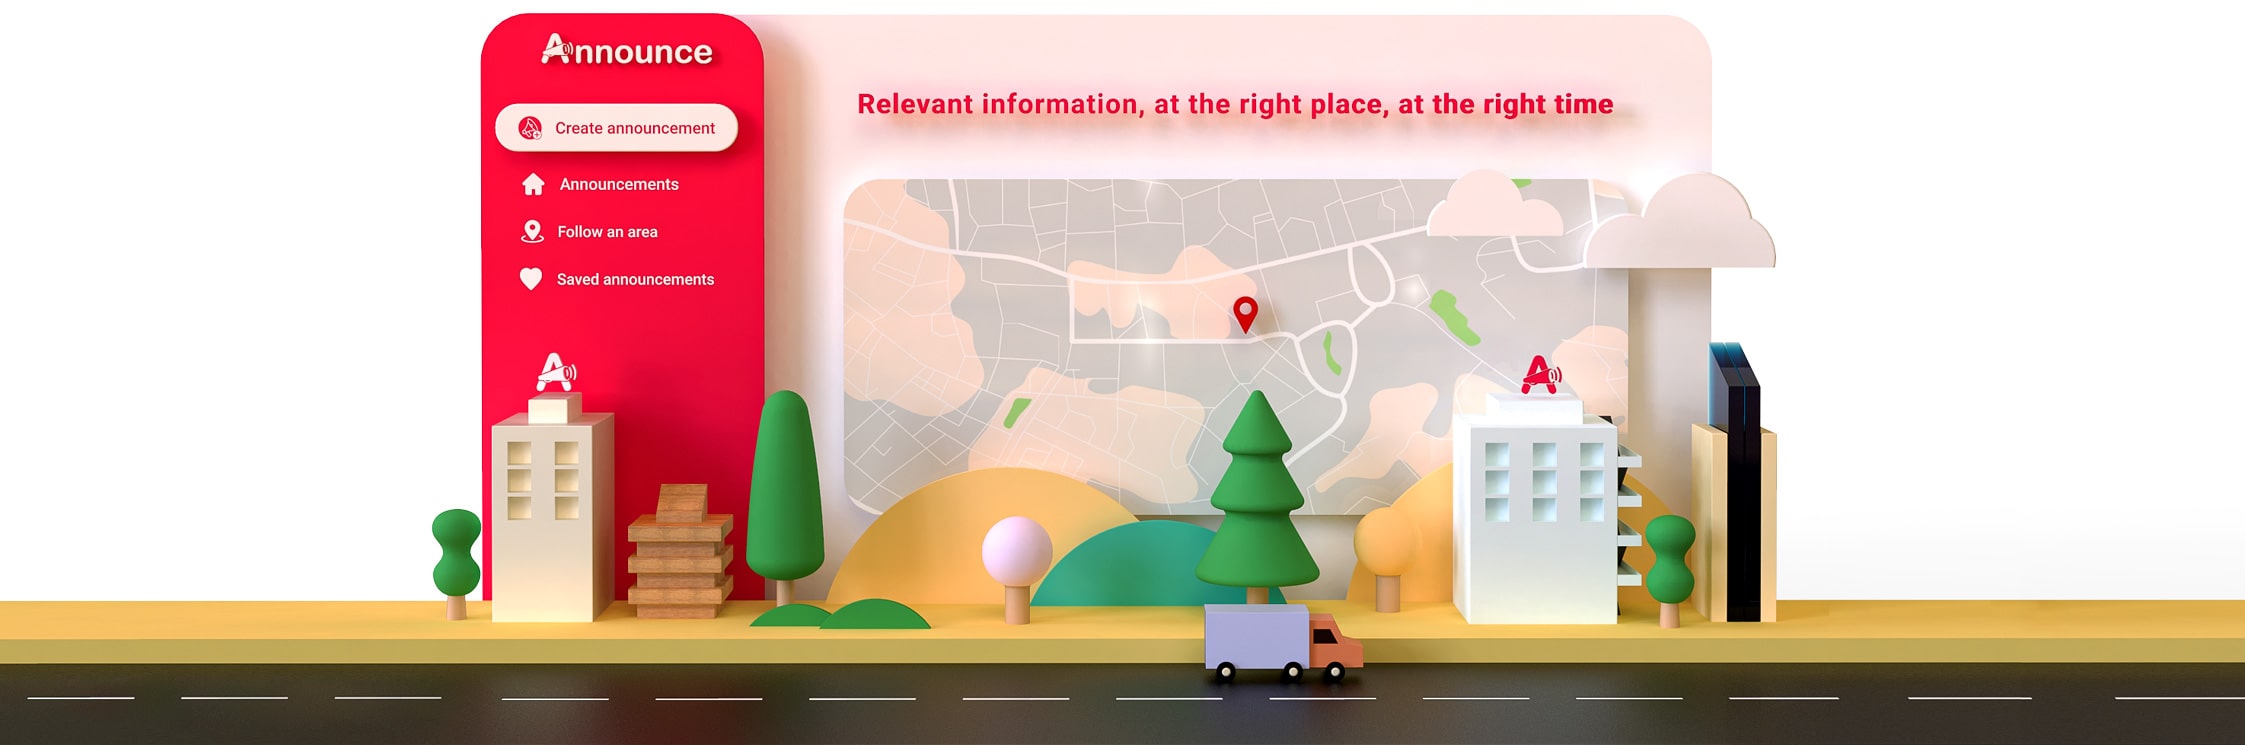 Announce
Create announcement
Announcements
Follow an area
Saved announcements
Relevant information, at the right place, at the right time
A
A